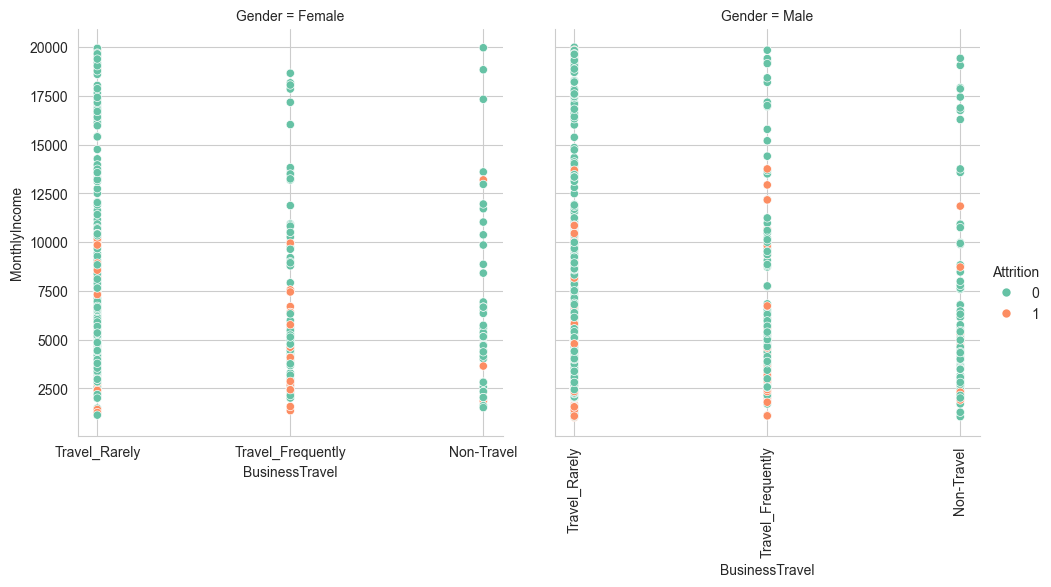 Gender = Female
Gender = Male
20000
17500
15000
12500
10000
7500
5000
2500
MonthlyIncome
Travel_Rarely
Travel_Frequently
Non-Travel
BusinessTravel
Travel_Rarely
Travel_Frequently
Non-Travel
BusinessTravel
Attrition
0
1